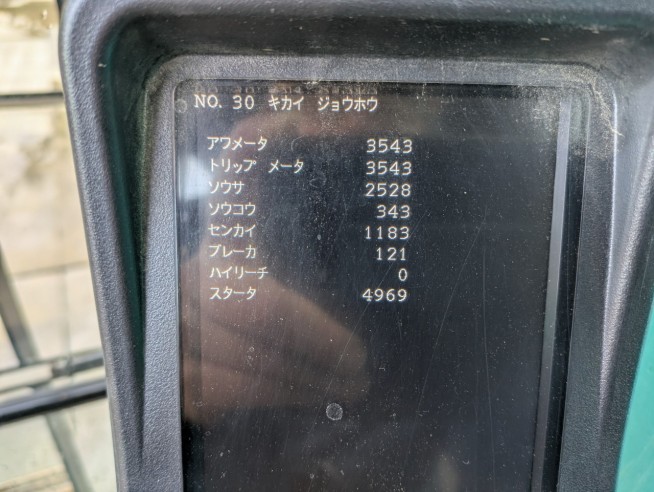 NO. 30 キカイ ジョウホウ
アワメータ 3543
トリップ メータ 3543
ソウサ 2528
ソウコウ 343
センカイ 1183
ブレーカ 121
ハイリーチ 0
スタータ 4969